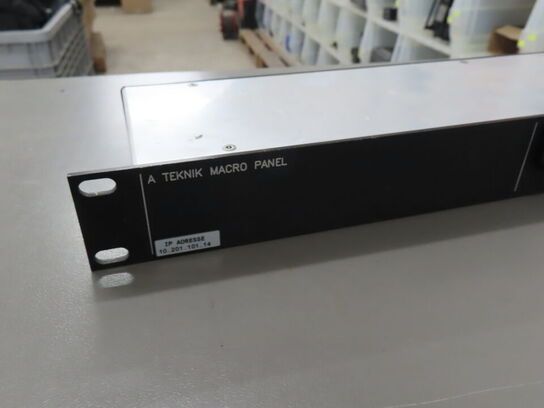 A TEKNIK MACRO PANEL
IP ADRESSE
10.201.101.14